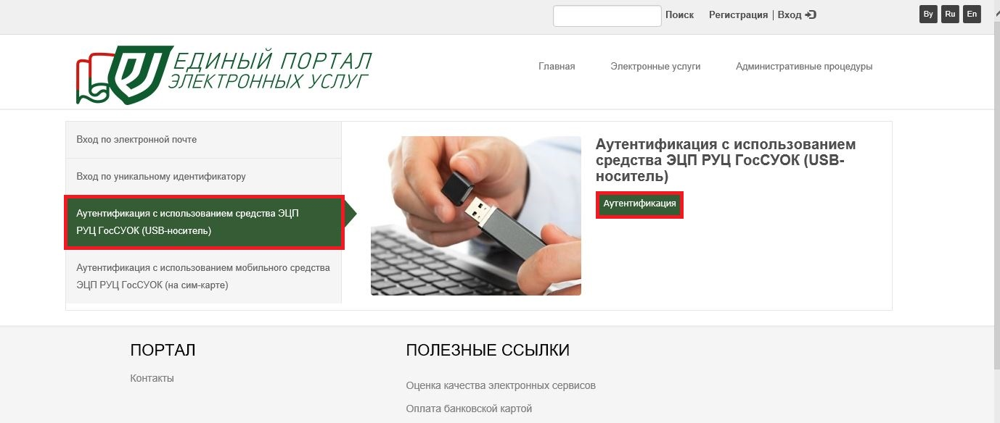 Поиск Регистрация | Вход
By Ru En
ЕДИНЫЙ ПОРТАЛ
ЭЛЕКТРОННЫХ УСЛУГ
Главная Электронные услуги Административные процедуры
Вход по электронной почте
Вход по уникальному идентификатору
Аутентификация с использованием средства ЭЦП
РУЦ ГосСУОК (USB-носитель)
Аутентификация с использованием мобильного средства
ЭЦП РУЦ ГосСУОК (на сим-карте)
Аутентификация с использованием
средства ЭЦП РУЦ ГосСУОК (USB-
носитель)
Аутентификация
ПОРТАЛ
Контакты
ПОЛЕЗНЫЕ ССЫЛКИ
Оценка качества электронных сервисов
Оплата банковской картой